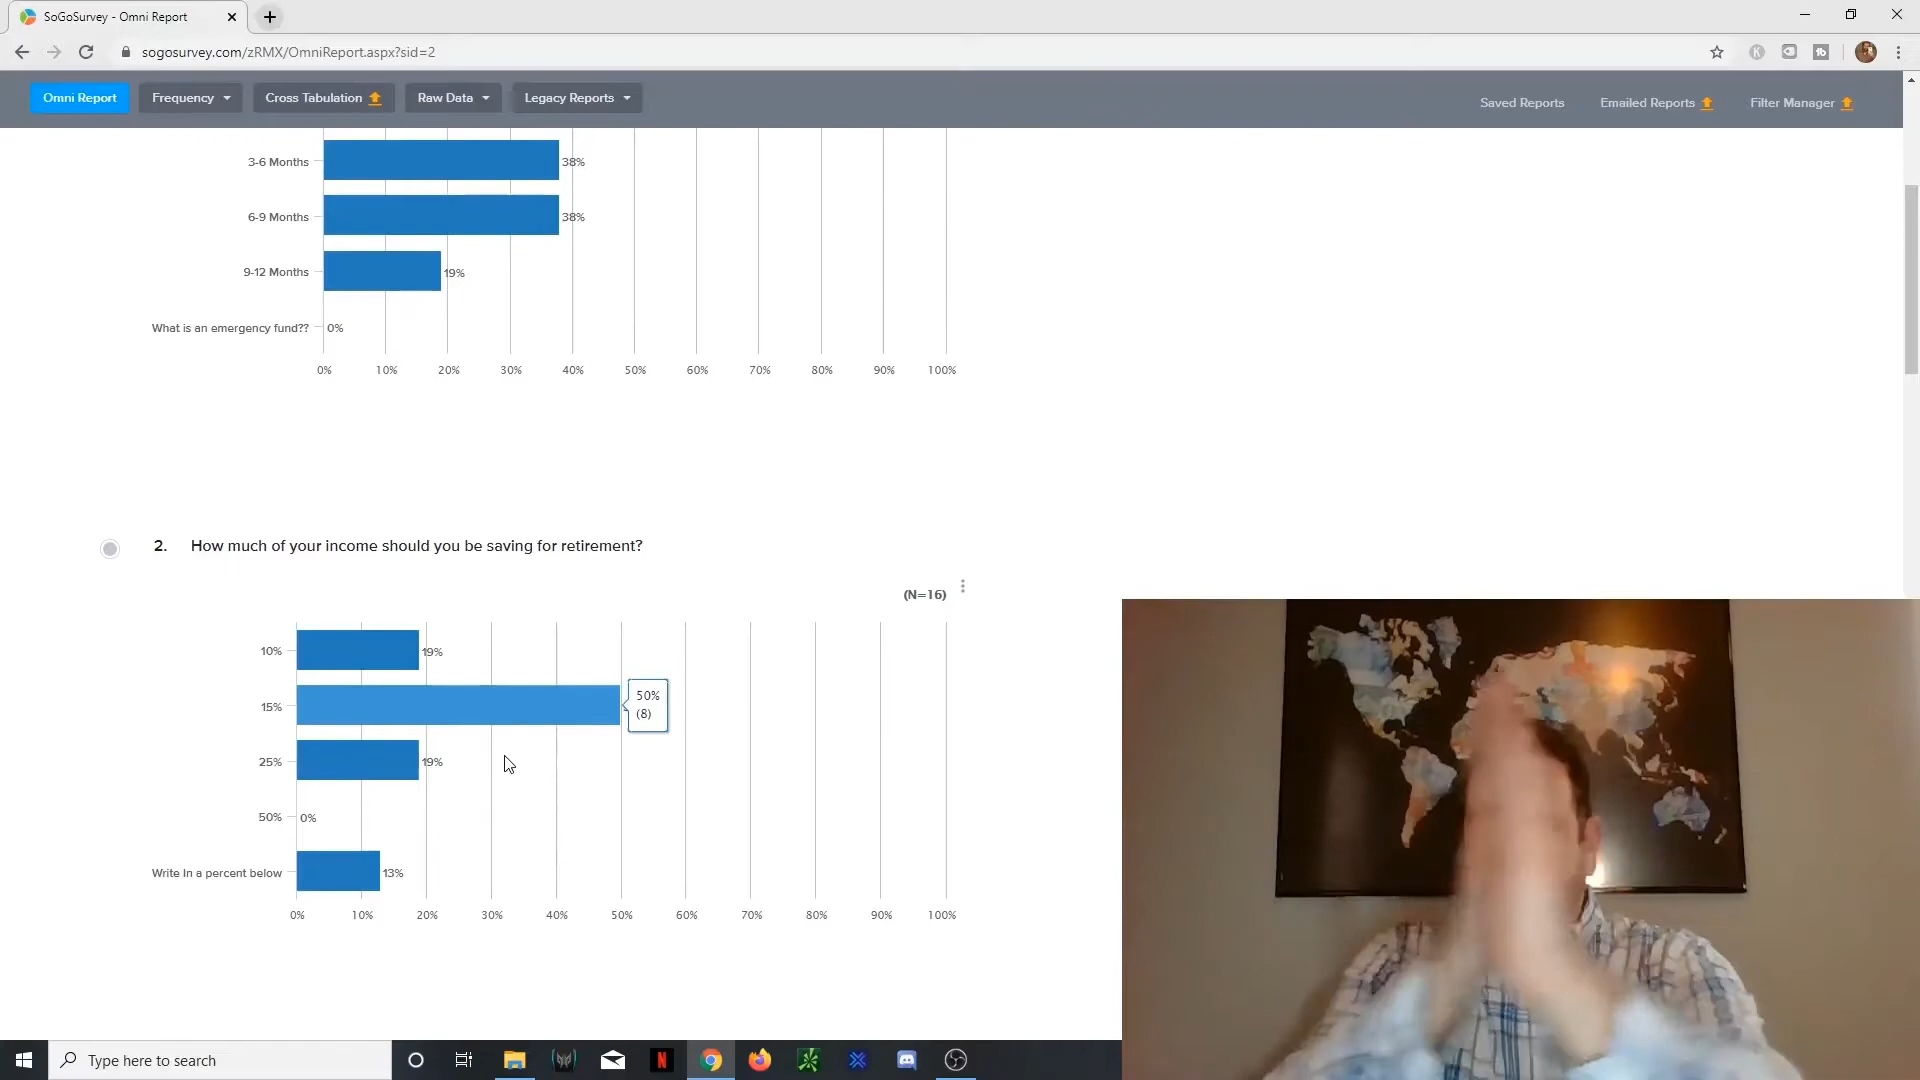 SoGoSurvey - Omni Report
sogosurvey.com/zRMX/OmniReport.aspx?sid=2
Omni Report
Frequency
Cross Tabulation
Raw Data
Legacy Reports
Saved Reports
Emailed Reports
Filter Manager
3-6 Months
38%
6-9 Months
38%
9-12 Months
19%
What is an emergency fund??
0%
0% 10% 20% 30% 40% 50% 60% 70% 80% 90% 100%
2. How much of your income should you be saving for retirement?
(N=16)
10%
19%
15%
50%
(8)
25%
19%
50%
0%
Write In a percent below
13%
0% 10% 20% 30% 40% 50% 60% 70% 80% 90% 100%
Type here to search